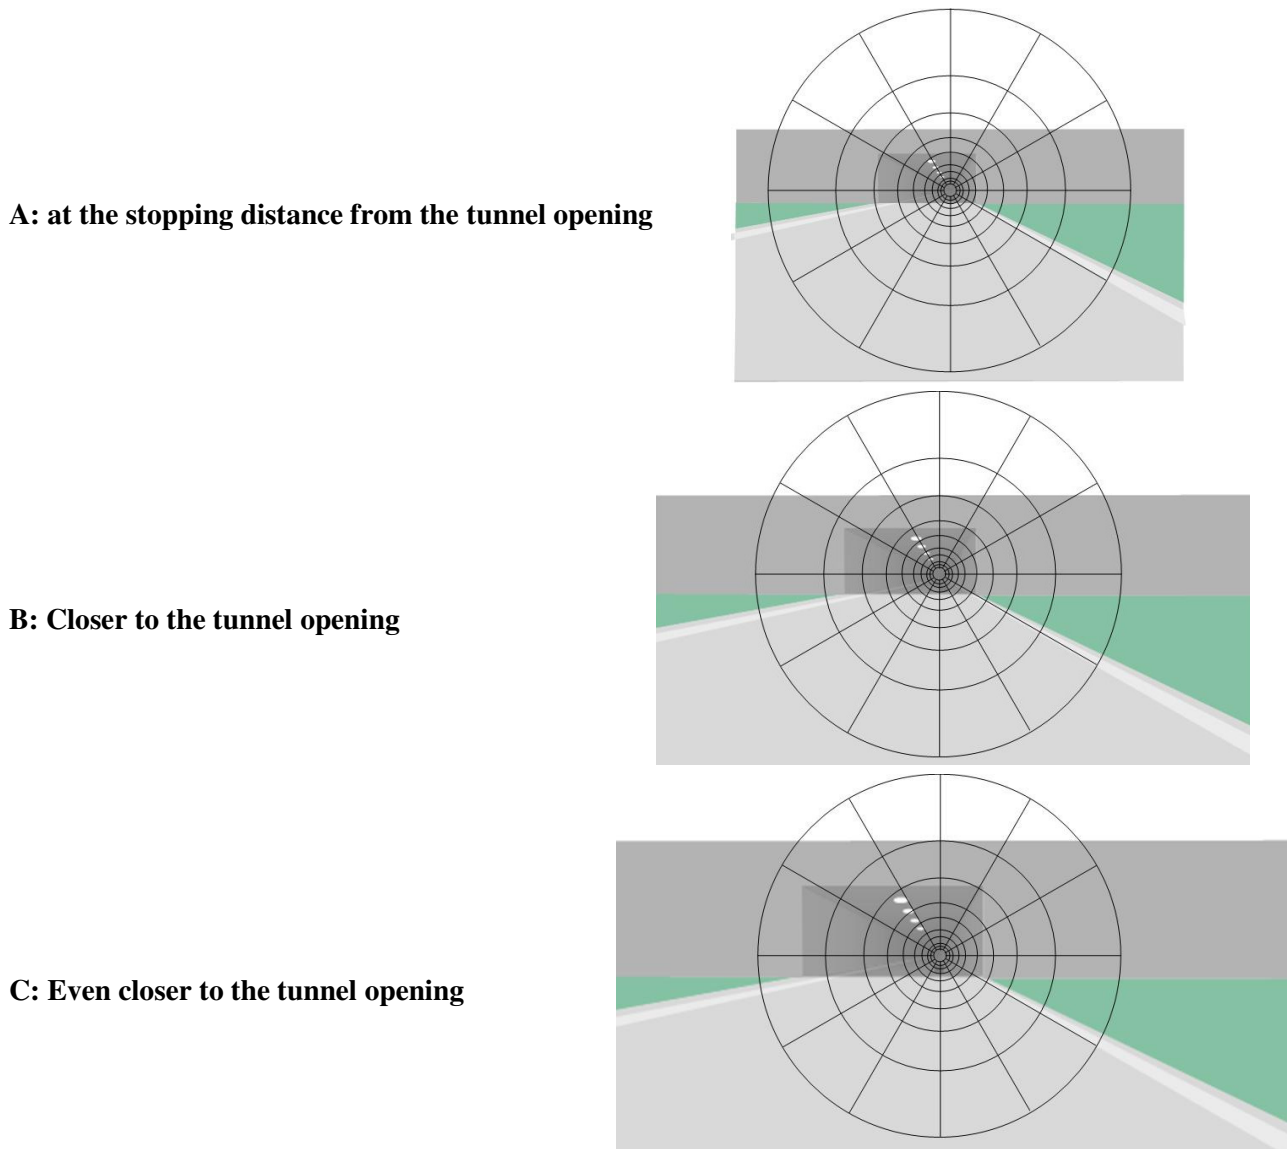 A: at the stopping distance from the tunnel opening
B: Closer to the tunnel opening
C: Even closer to the tunnel opening